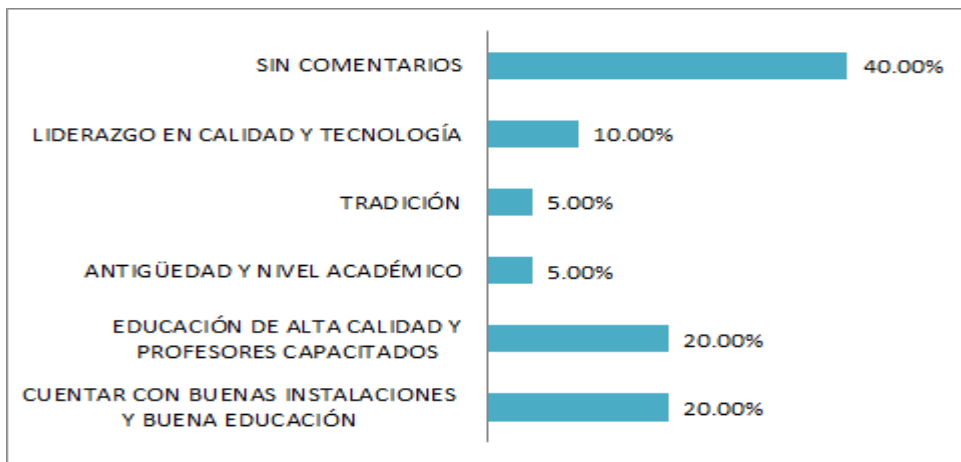 SIN COMENTARIOS
40.00%
LIDERAZGO EN CALIDAD Y TECNOLOGÍA
10.00%
TRADICIÓN
5.00%
ANTIGÜEDAD Y NIVEL ACADÉMICO
5.00%
EDUCACIÓN DE ALTA CALIDAD Y
PROFESORES CAPACITADOS
20.00%
CUENTAR CON BUENAS INSTALACIONES
Y BUENA EDUCACIÓN
20.00%